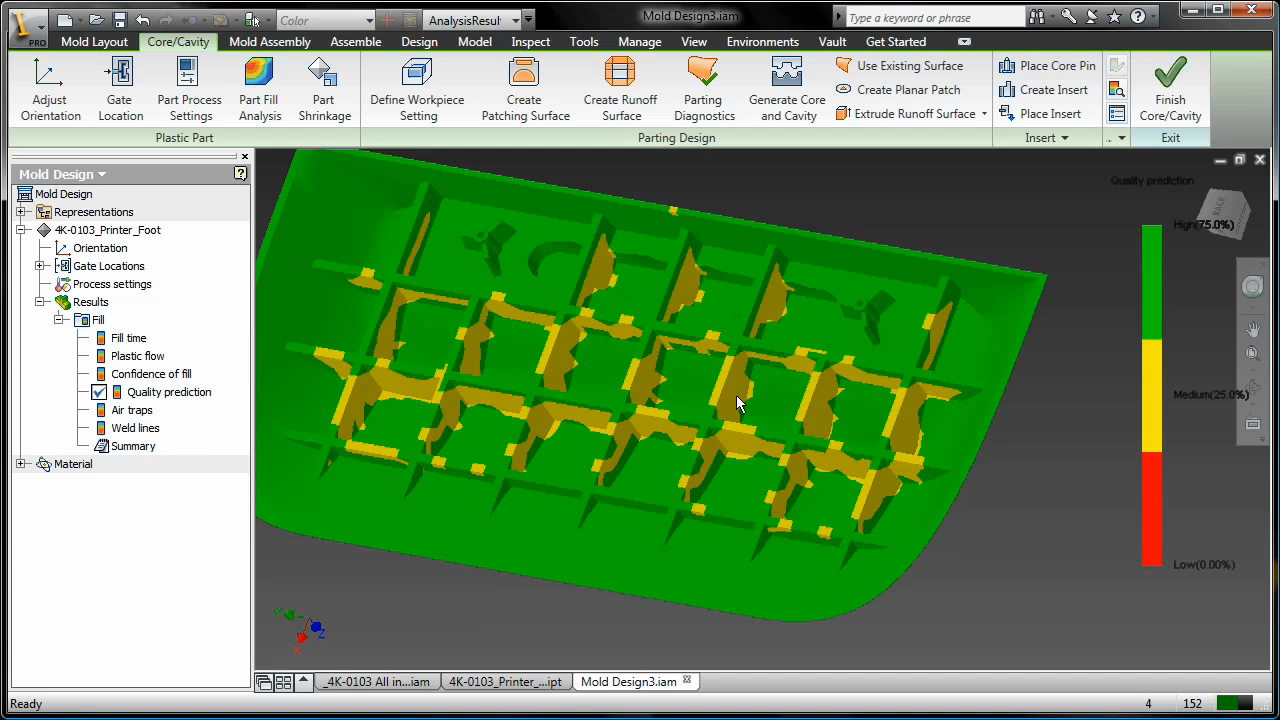 Color
AnalysisResul
Mold Design3.iam
Type a keyword or phrase
PRO
Mold Layout
Core/Cavity
Mold Assembly
Assemble
Design
Model
Inspect
Tools
Manage
View
Environments
Vault
Get Started
Adjust
Orientation
Gate
Location
Part Process
Settings
Part Fill
Analysis
Part
Shrinkage
Define Workpiece
Setting
Create
Patching Surface
Create Runoff
Surface
Parting
Diagnostics
Generate Core
and Cavity
Use Existing Surface
Create Planar Patch
Extrude Runoff Surface
Place Core Pin
Create Insert
Place Insert
Finish
Core/Cavity
Plastic Part
Parting Design
Insert
Exit
Mold Design
Mold Design
Representations
4K-0103_Printer_Foot
Orientation
Gate Locations
Process settings
Results
Fill
Fill time
Plastic flow
Confidence of fill
Quality prediction
Air traps
Weld lines
Summary
Material
Quality prediction
BACK
High(75.0%)
Medium(25.0%)
Low(0.00%)
Y
Z
X
_4K-0103 All in...iam
4K-0103_Printer_...ipt
Mold Design3.iam
Ready
4
152